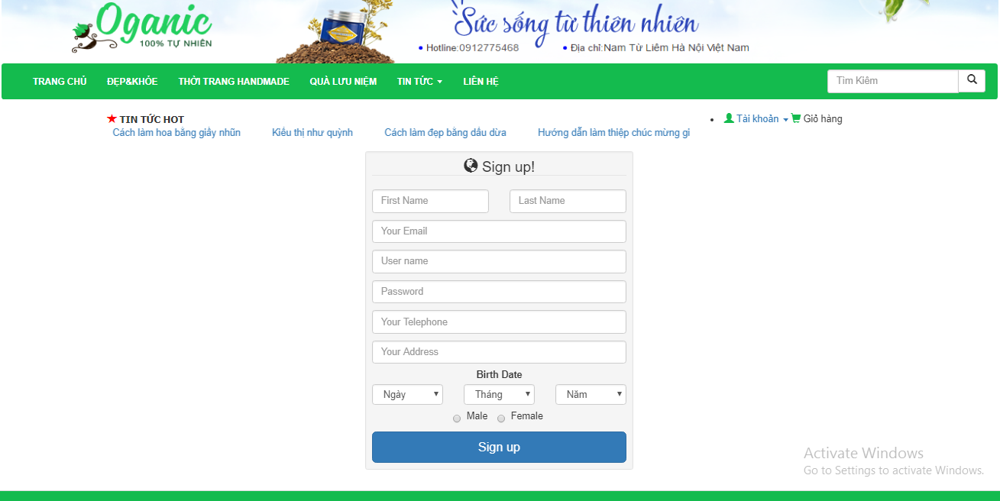 Oganic
100% TỰ NHIÊN
Sức sống từ thiên nhiên
• Hotline:0912775468 • Địa chỉ:Nam Từ Liêm Hà Nội Việt Nam
TRANG CHỦ ĐẸP&KHỎE THỜI TRANG HANDMADE QUÀ LƯU NIỆM TIN TỨC LIÊN HỆ Tìm Kiêm
TIN TỨC HOT
• Tài khoản Giỏ hàng
Cách làm hoa bằng giấy nhũn Kiều thị như quỳnh Cách làm đẹp bằng dầu dừa Hướng dẫn làm thiệp chúc mừng gi
Sign up!
First Name Last Name
Your Email
User name
Password
Your Telephone
Your Address
Birth Date
Ngày Tháng Năm
Male Female
Sign up
Activate Windows
Go to Settings to activate Windows.